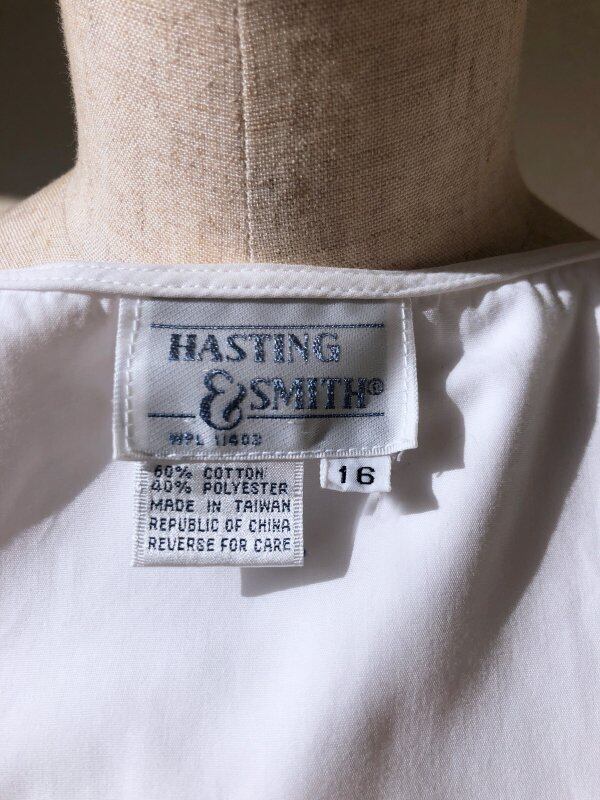 HASTING
& SMITH®
WPL 11403
60% COTTON
40% POLYESTER
MADE IN TAIWAN
REPUBLIC OF CHINA
REVERSE FOR CARE
16